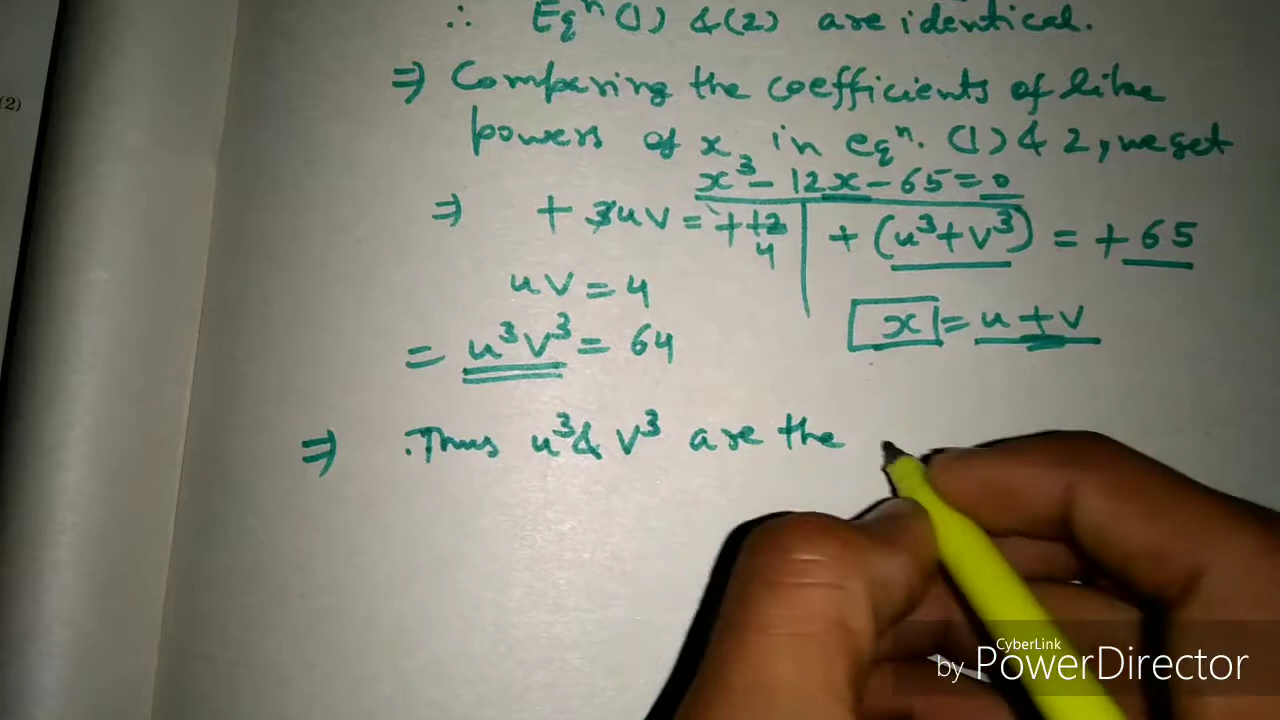 (2)
∴ Eqⁿ (1) & (2) are identical.
⇒ Comparing the coefficients of like
powers of x, in eqⁿ. (1) & 2, we get
x³ - 12x - 65 = 0
⇒ + 3uv = + 12 + (u³+v³) = + 65
4
uv = 4
x = u + v
= u³v³ = 64
⇒ .Thus u³ & v³ are the
CyberLink
by PowerDirector